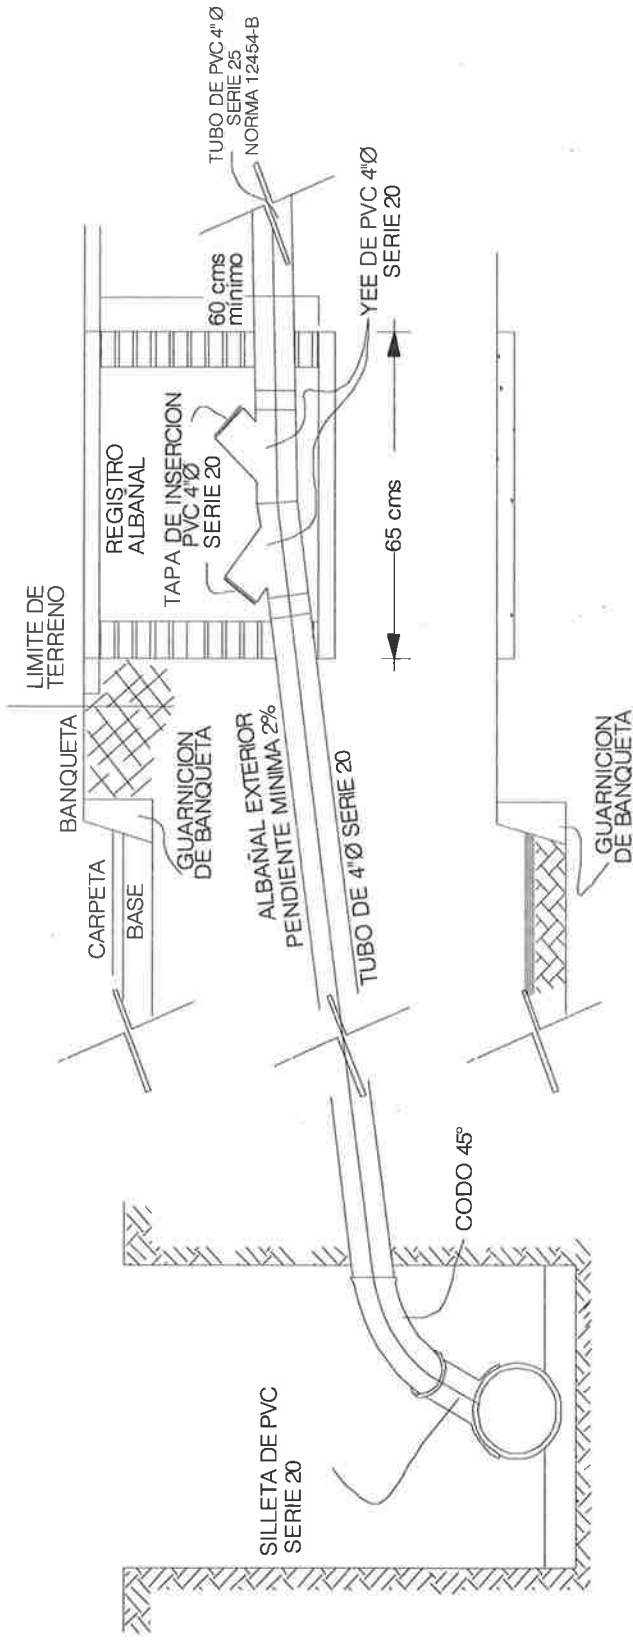 SILLETA DE PVC
SERIE 20
CODO 45°
CARPETA
BASE
BANQUETA
LIMITE DE
TERRENO
GUARNICION
DE BANQUETA
ALBAÑAL EXTERIOR
PENDIENTE MINIMA 2%
TUBO DE 4"Ø SERIE 20
REGISTRO
ALBAÑAL
TAPA DE INSERCION
PVC 4"Ø
SERIE 20
60 cms
mínimo
TUBO DE PVC 4"Ø
SERIE 25
NORMA 12454-B
YEE DE PVC 4"Ø
SERIE 20
65 cms
GUARNICION
DE BANQUETA